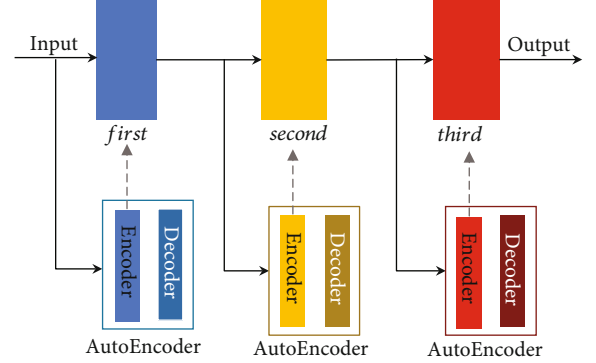 Input
Output
first
second
third
Encoder
Decoder
Encoder
Decoder
Encoder
Decoder
AutoEncoder
AutoEncoder
AutoEncoder